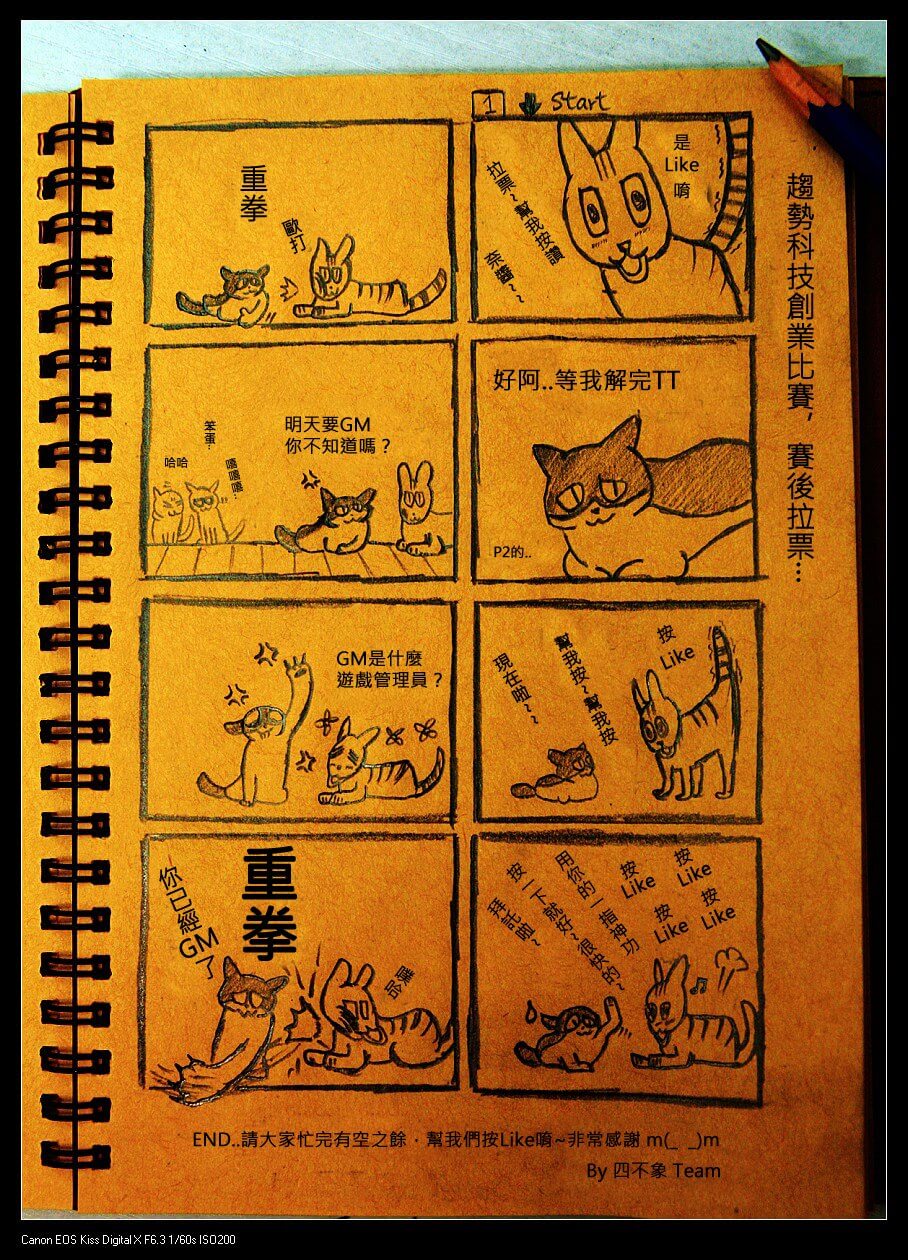 趨勢科技創業比賽，賽後拉票…
1 Start
是
Like
唷
拉票~幫我按讚
奈醬~~
好阿..等我解完TT
P2的..
按
Like
幫我按~幫我按
現在啦~~
按
Like
按
Like
按
Like
按
Like
用你的一指神功
按一下就好~很快的~
拜託啦~
重拳
毆打
明天要GM
你不知道嗎？
笨蛋..
哈哈
嘻嘻嘻..
GM是什麼
遊戲管理員？
重拳
你已經GM了
END..請大家忙完有空之餘，幫我們按Like唷~非常感謝 m(_ _)m
By 四不象 Team
Canon EOS Kiss Digital X F6.3 1/60s ISO200